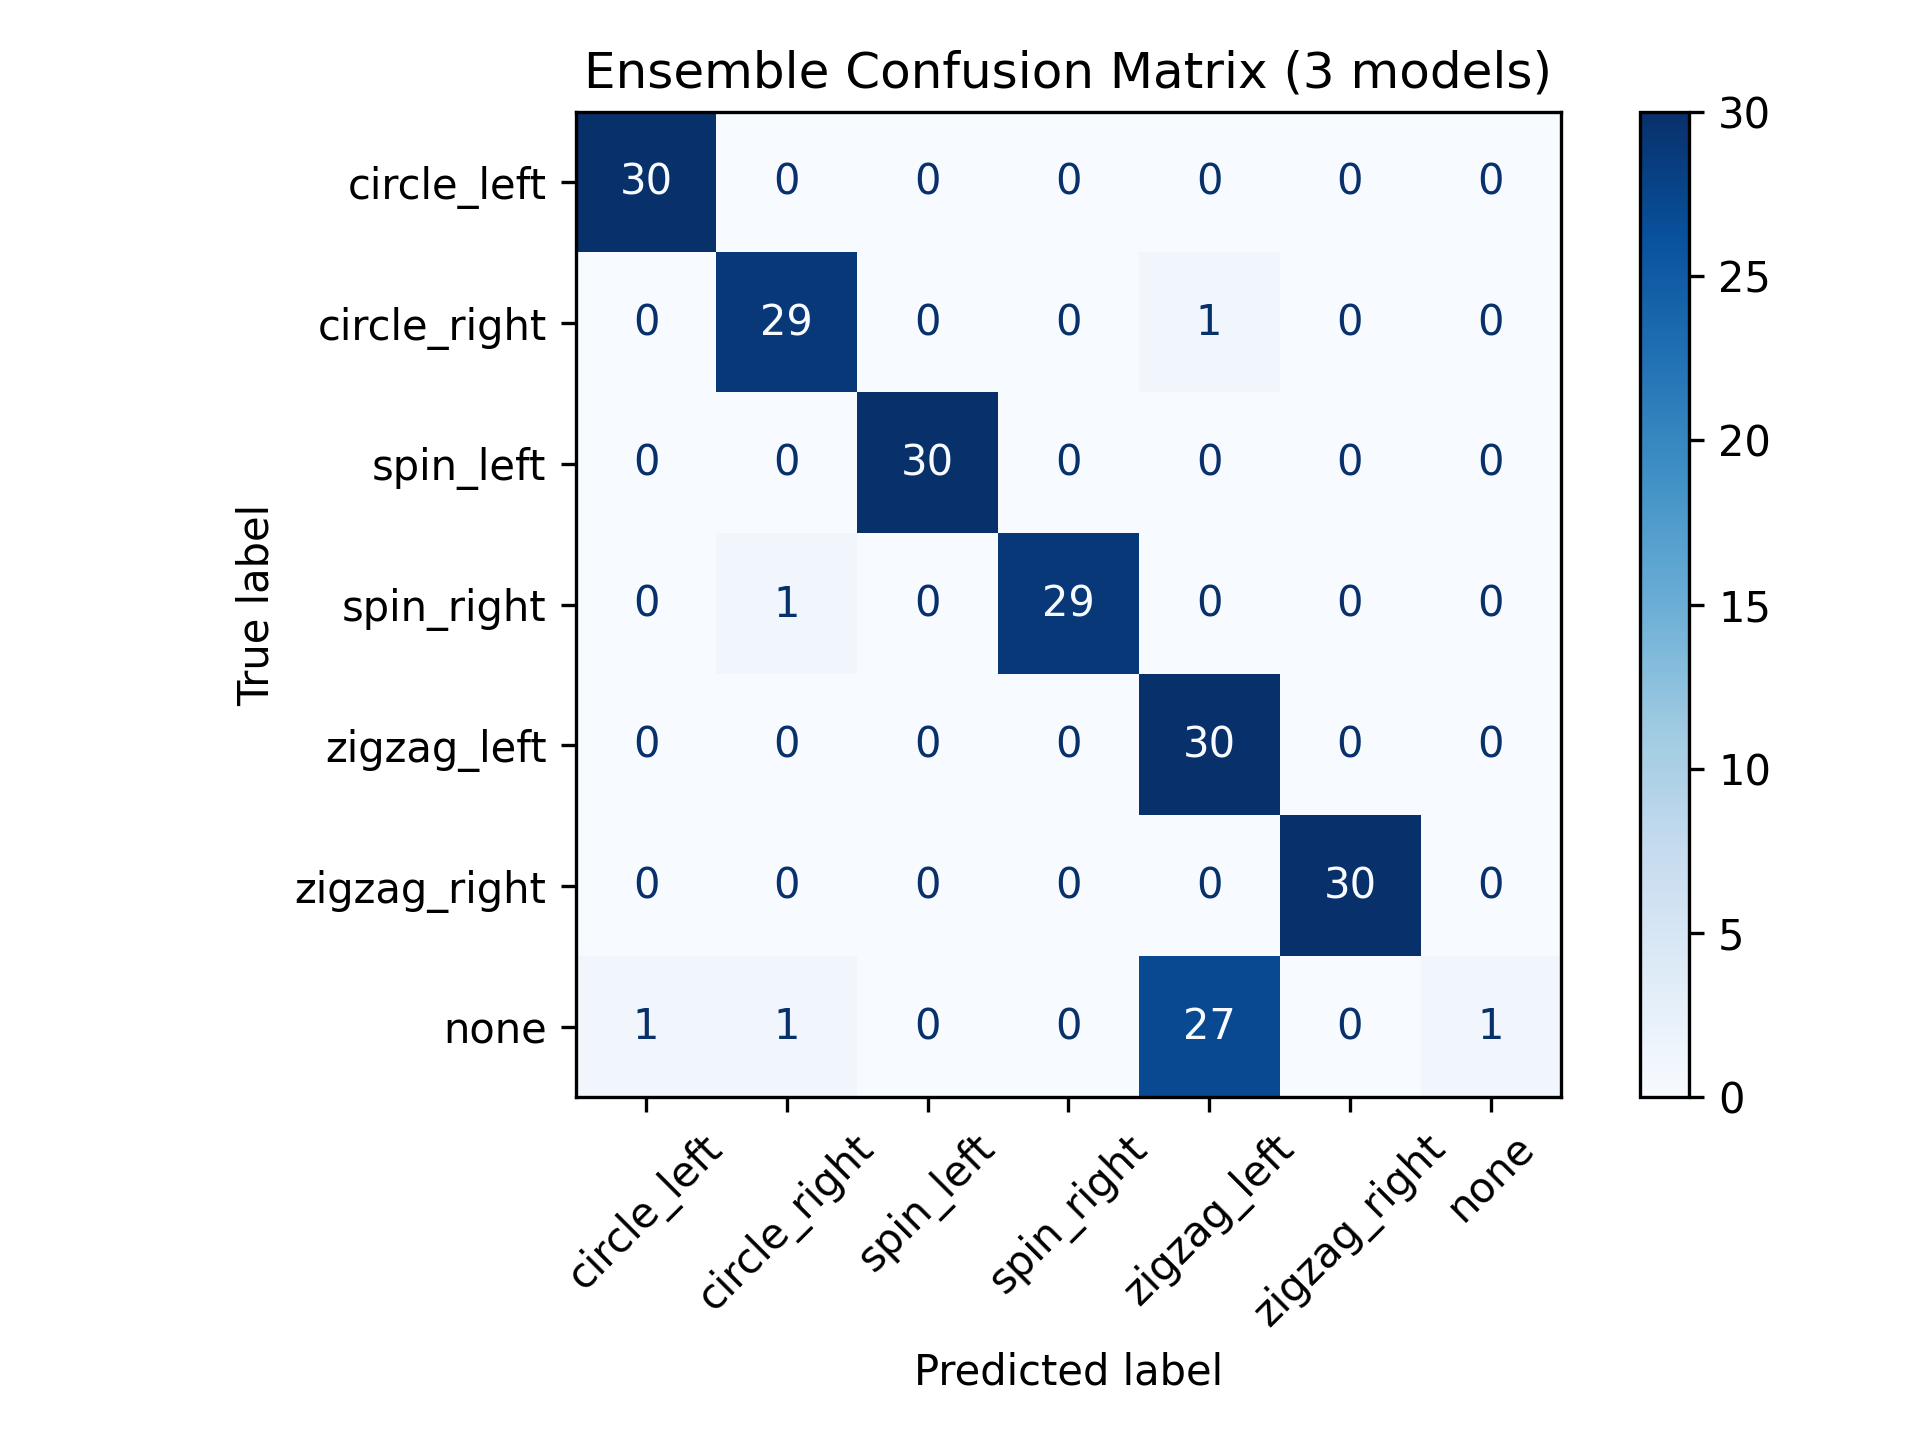 Ensemble Confusion Matrix (3 models)
circle_left 30 0 0 0 0 0 0
circle_right 0 29 0 0 1 0 0
spin_left 0 0 30 0 0 0 0
spin_right 0 1 0 29 0 0 0
zigzag_left 0 0 0 0 30 0 0
zigzag_right 0 0 0 0 0 30 0
none 1 1 0 0 27 0 1
True label
circle_left circle_right spin_left spin_right zigzag_left zigzag_right none
Predicted label
30
25
20
15
10
5
0